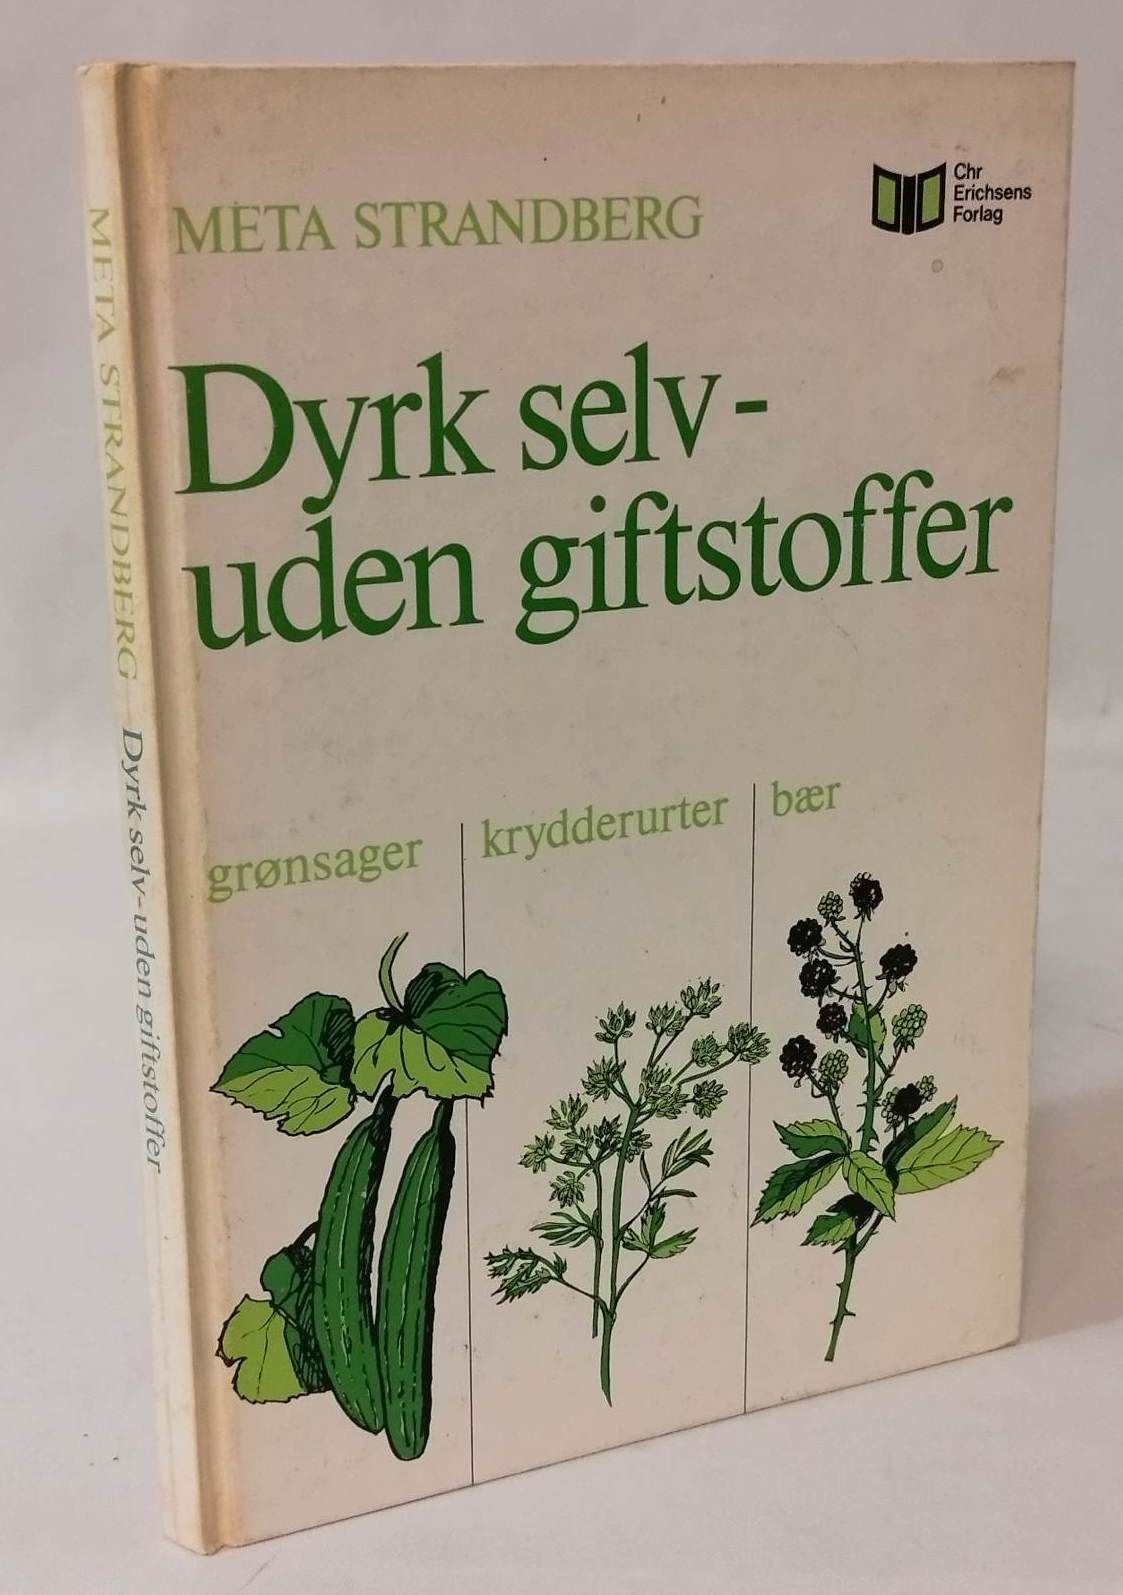 META STRANDBERG
Chr
Erichsens
Forlag
Dyrk selv-
uden giftstoffer
grønsager
krydderurter
bær
META STRANDBERG Dyrk selv-uden giftstoffer